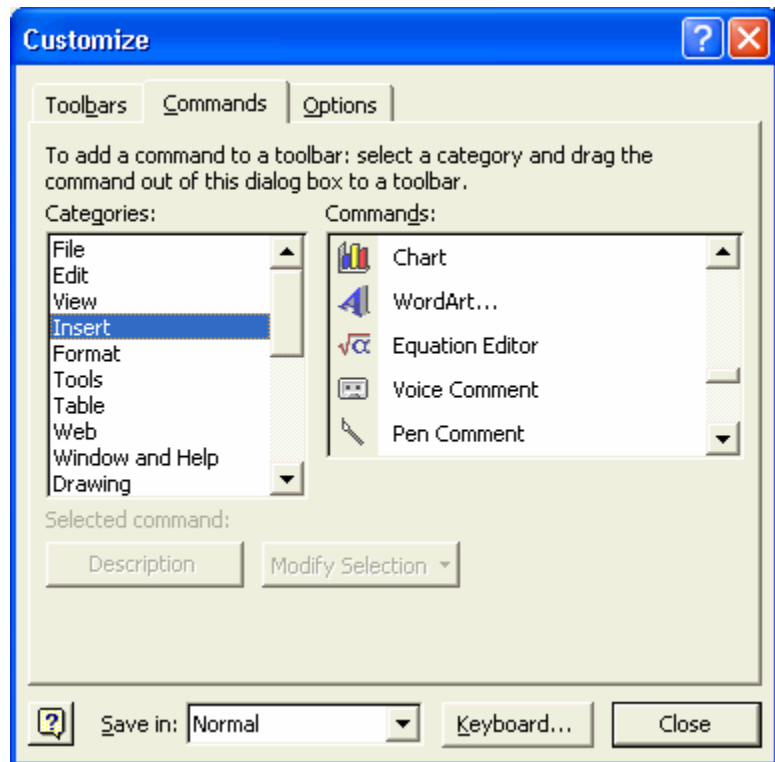 Customize
Toolbars Commands Options
To add a command to a toolbar: select a category and drag the
command out of this dialog box to a toolbar.
Categories:
File
Edit
View
Insert
Format
Tools
Table
Web
Window and Help
Drawing
Commands:
Chart
WordArt...
√α Equation Editor
Voice Comment
Pen Comment
Selected command:
Description Modify Selection
Save in: Normal Keyboard... Close